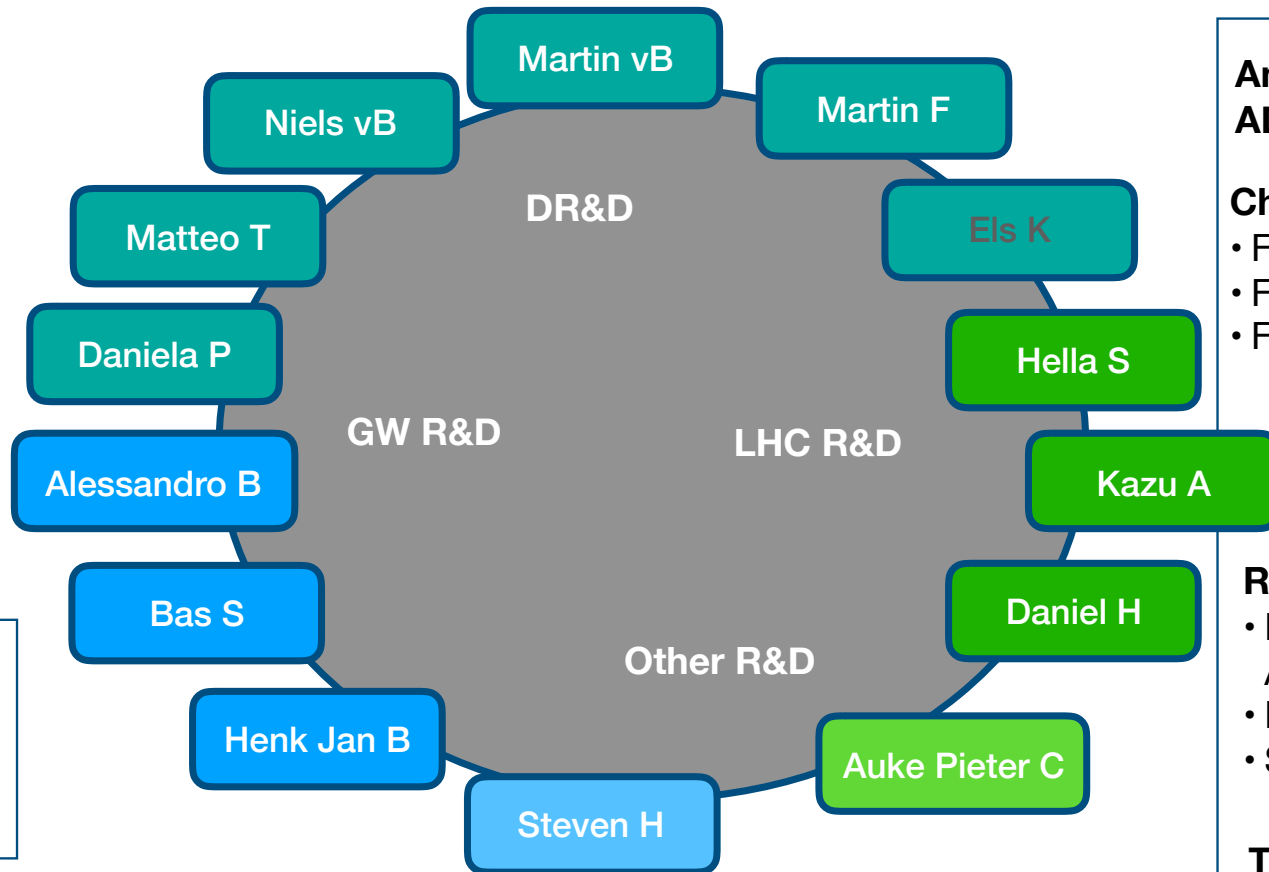 Martin vB
Martin F
Niels vB
Els K
Matteo T
DR&D
Daniela P
Hella S
GW R&D
LHC R&D
Alessandro B
Kazu A
Bas S
Daniel H
Other R&D
Henk Jan B
Auke Pieter C
Steven H